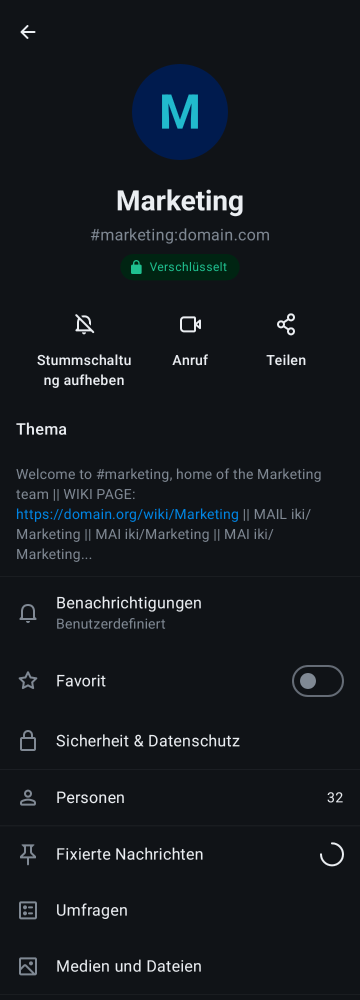 M
Marketing
#marketing:domain.com
Verschlüsselt
Stummschaltu
ng aufheben
Anruf
Teilen
Thema
Welcome to #marketing, home of the Marketing
team || WIKI PAGE:
https://domain.org/wiki/Marketing || MAIL iki/
Marketing || MAI iki/Marketing || MAI iki/
Marketing...
Benachrichtigungen
Benutzerdefiniert
Favorit
Sicherheit & Datenschutz
Personen 32
Fixierte Nachrichten
Umfragen
Medien und Dateien